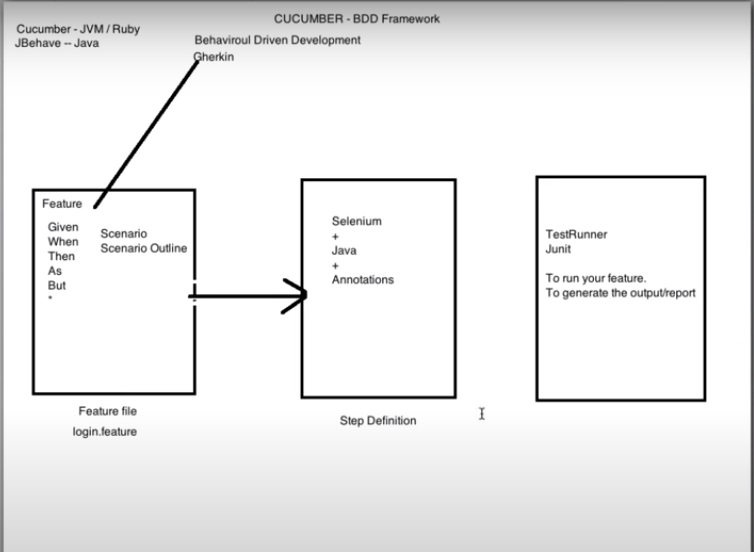 CUCUMBER - BDD Framework
Cucumber - JVM / Ruby
JBehave -- Java
Behaviroul Driven Development
Gherkin
Feature
Given
When
Then
As
But
*
Scenario
Scenario Outline
Feature file
login.feature
Selenium
+
Java
+
Annotations
Step Definition
TestRunner
Junit
To run your feature.
To generate the output/report